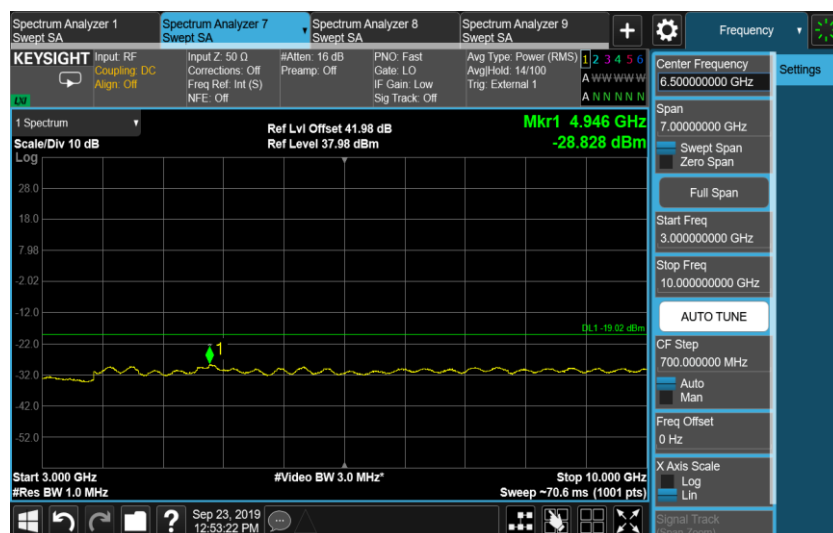 Spectrum Analyzer 1
Swept SA
Spectrum Analyzer 7
Swept SA
Spectrum Analyzer 8
Swept SA
Spectrum Analyzer 9
Swept SA
+
Frequency
KEYSIGHT
Input: RF
Coupling: DC
Align: Off
Input Z: 50 Ω
Corrections: Off
Freq Ref: Int (S)
NFE: Off
#Atten: 16 dB
Preamp: Off
PNO: Fast
Gate: LO
IF Gain: Low
Sig Track: Off
Avg Type: Power (RMS)
Avg|Hold: 14/100
Trig: External 1
1 2 3 4 5 6
A W W W W W
A N N N N N
LXI
1 Spectrum
Scale/Div 10 dB
Log
Ref Lvl Offset 41.98 dB
Ref Level 37.98 dBm
Mkr1 4.946 GHz
-28.828 dBm
28.0
18.0
7.98
-2.02
-12.0
-22.0
-32.0
-42.0
-52.0
DL1 -19.02 dBm
1
Start 3.000 GHz
#Res BW 1.0 MHz
#Video BW 3.0 MHz*
Stop 10.000 GHz
Sweep ~70.6 ms (1001 pts)
?
Sep 23, 2019
12:53:22 PM
Center Frequency
6.500000000 GHz
Settings
Span
7.00000000 GHz
Swept Span
Zero Span
Full Span
Start Freq
3.000000000 GHz
Stop Freq
10.000000000 GHz
AUTO TUNE
CF Step
700.000000 MHz
Auto
Man
Freq Offset
0 Hz
X Axis Scale
Log
Lin
Signal Track
(Span Zoom)